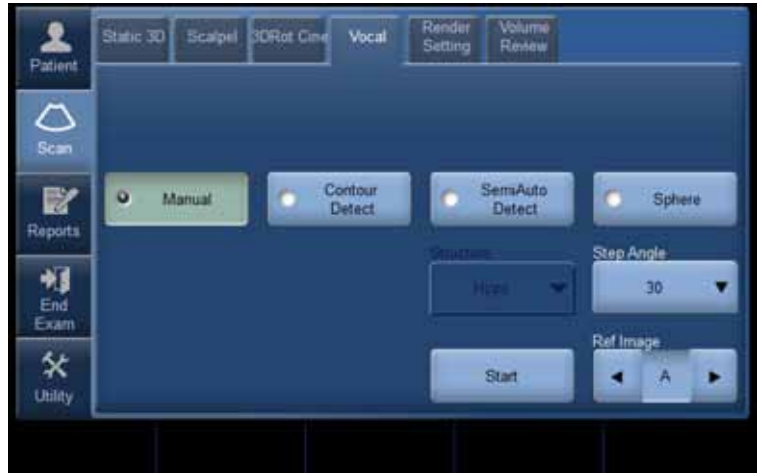 Patient
Static 3D
Scalpel
3DRot Cine
Vocal
Render
Setting
Volume
Review
Scan
Manual
Contour
Detect
SemiAuto
Detect
Sphere
Reports
Structure
Step Angle
30
End
Exam
Ref Image
Start
A
Utility